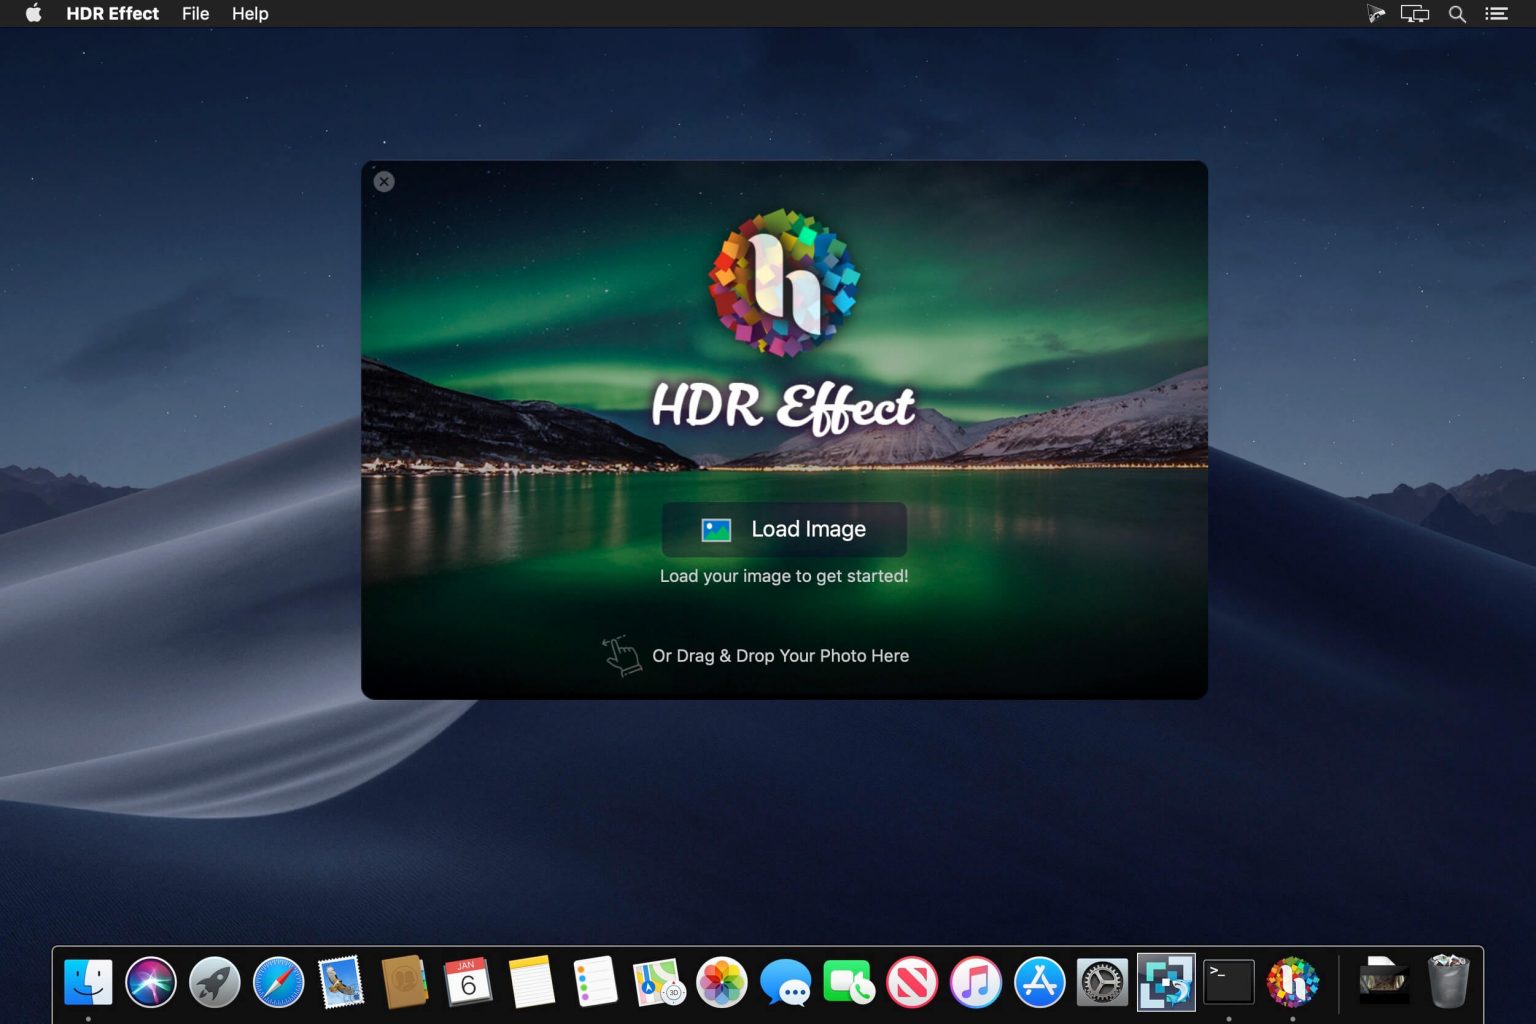 HDR Effect File Help
HDR Effect
Load Image
Load your image to get started!
Or Drag & Drop Your Photo Here
JAN
6
3D
>_